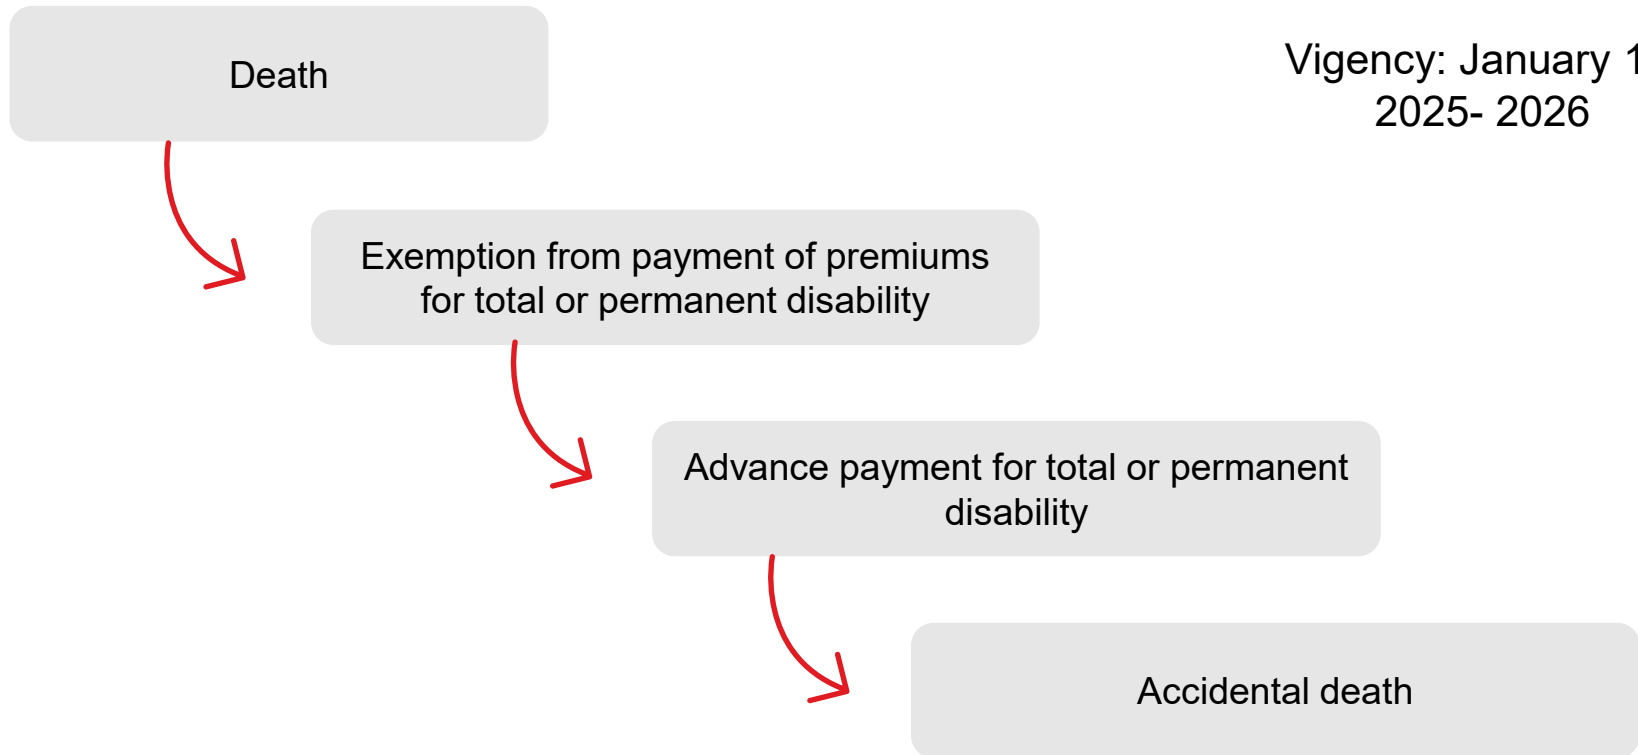 Death
Vigency: January 1
2025- 2026
Exemption from payment of premiums
for total or permanent disability
Advance payment for total or permanent
disability
Accidental death